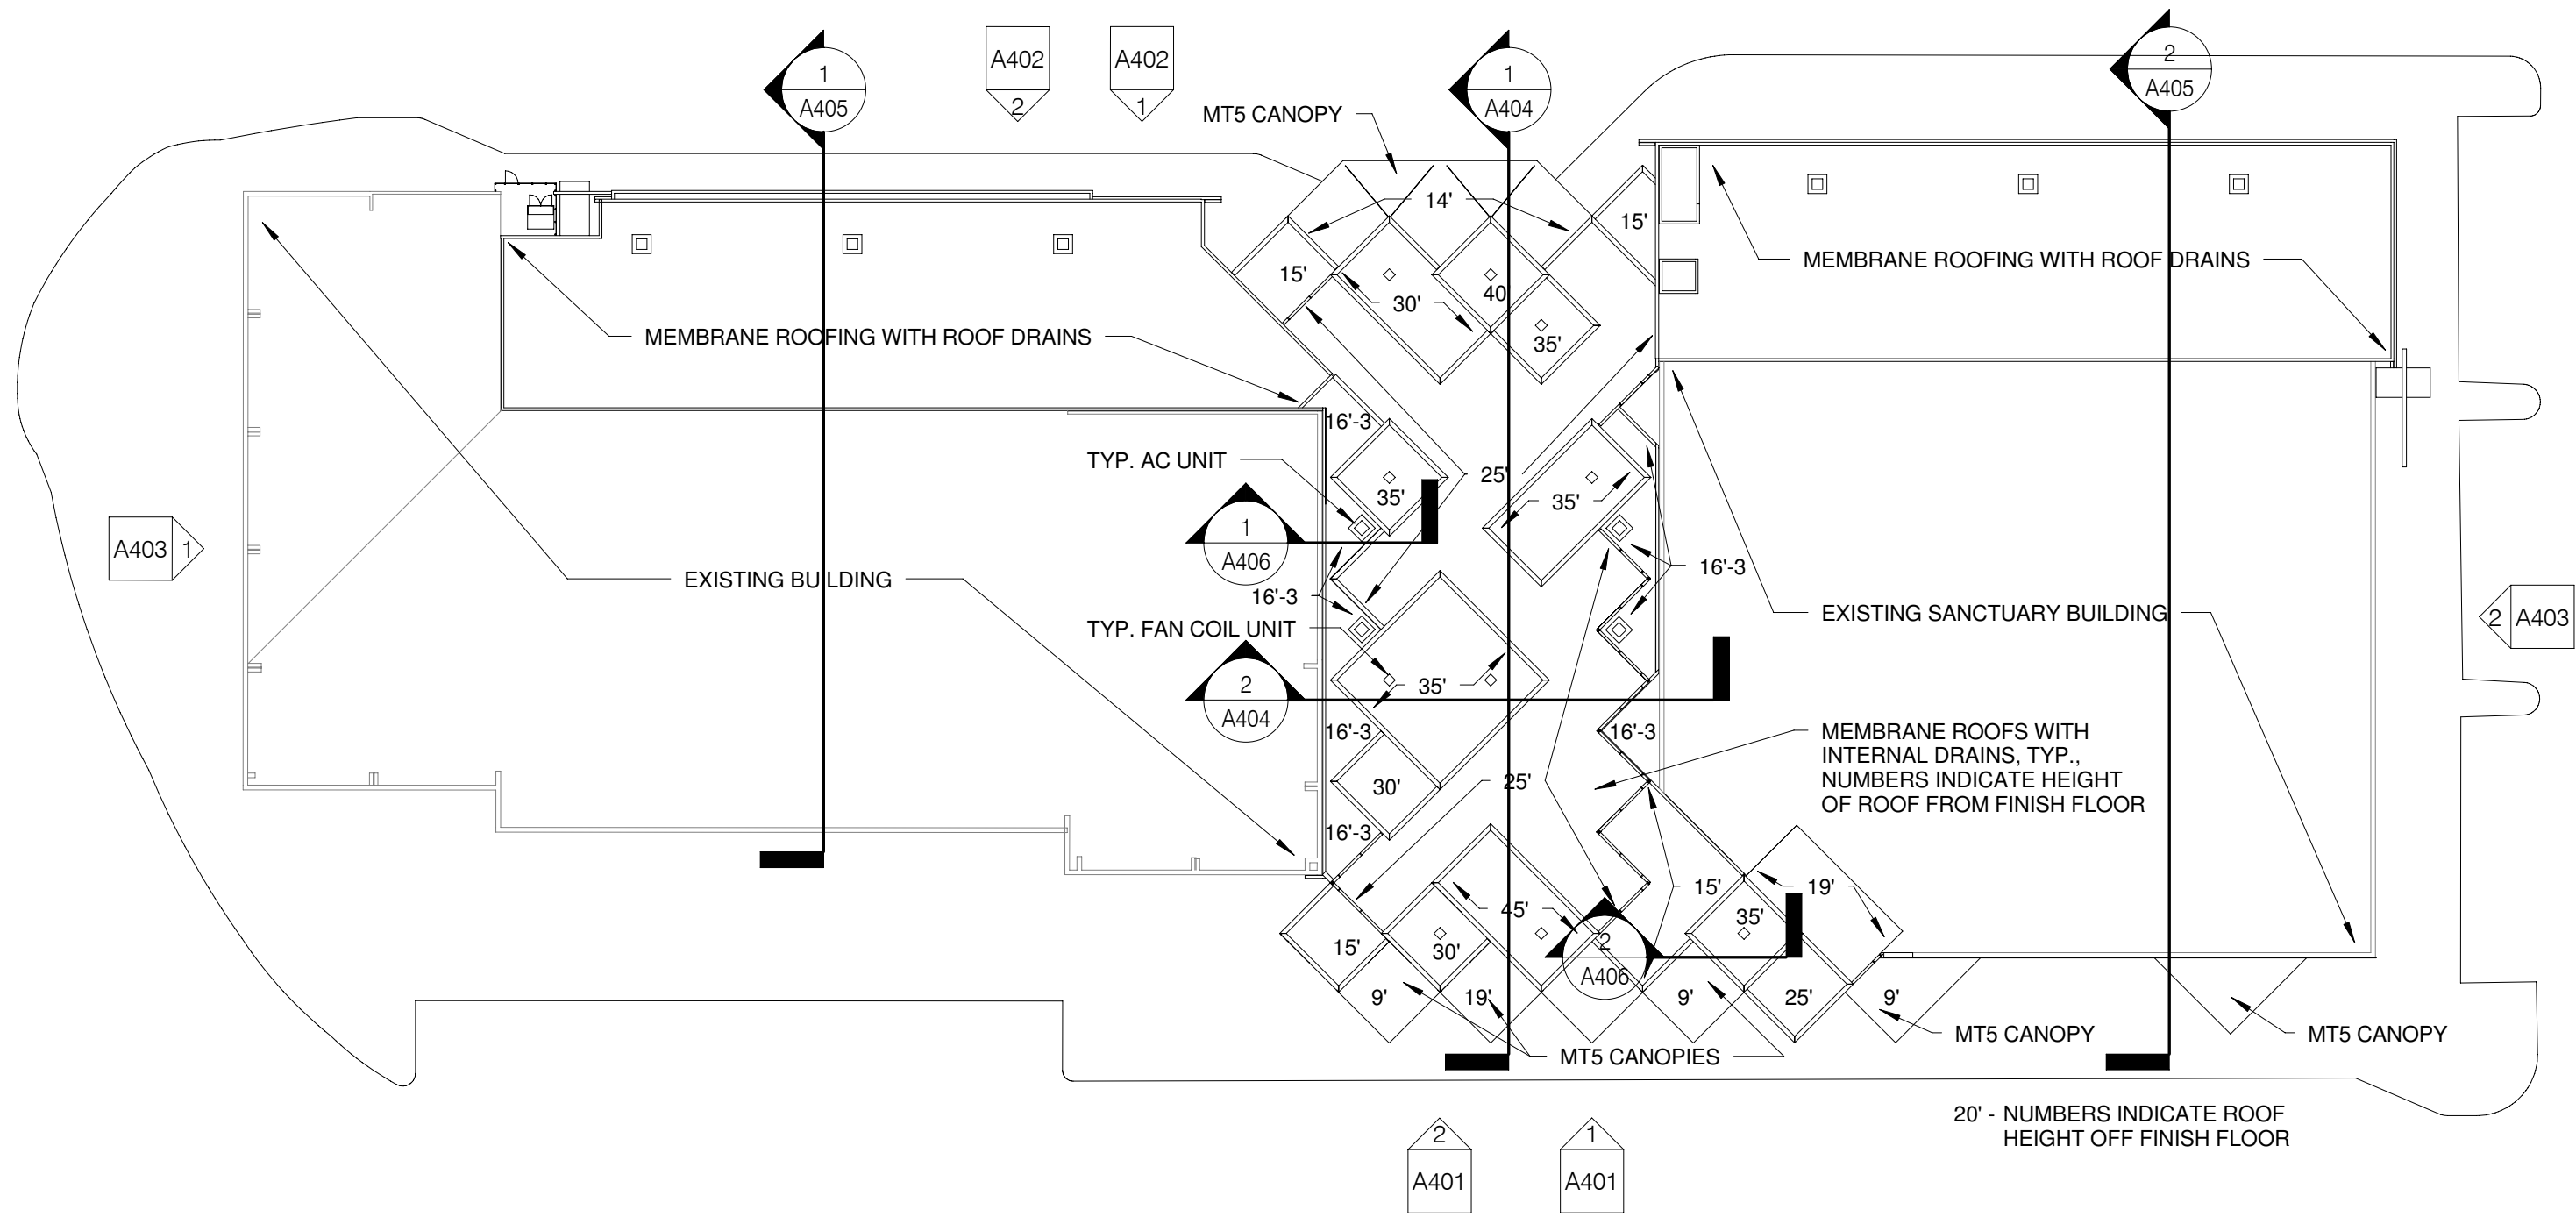 A402
2
A402
1
1
A405
1
A404
2
A405
MT5 CANOPY
14'
15'
15'
30'
40
35'
MEMBRANE ROOFING WITH ROOF DRAINS
MEMBRANE ROOFING WITH ROOF DRAINS
16'-3
TYP. AC UNIT
35'
25'
35'
1
A406
A403
1
EXISTING BUILDING
16'-3
16'-3
EXISTING SANCTUARY BUILDING
2
A403
TYP. FAN COIL UNIT
2
A404
35'
16'-3
16'-3
MEMBRANE ROOFS WITH
INTERNAL DRAINS, TYP.,
NUMBERS INDICATE HEIGHT
OF ROOF FROM FINISH FLOOR
30'
25'
16'-3
15'
19'
45'
35'
15'
30'
2
A406
9'
19'
9'
25'
9'
MT5 CANOPY
MT5 CANOPY
MT5 CANOPIES
20' - NUMBERS INDICATE ROOF
HEIGHT OFF FINISH FLOOR
2
A401
1
A401